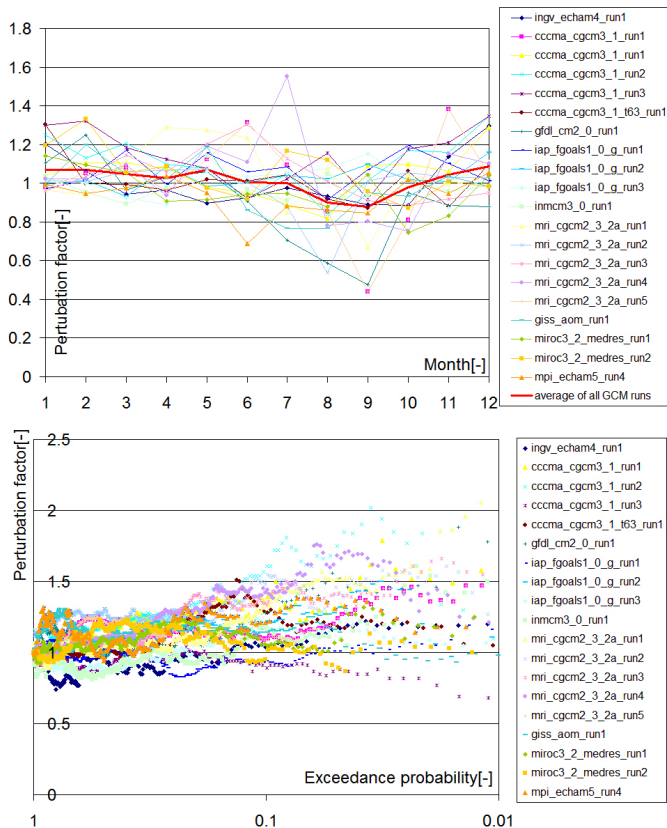 1.8
1.6
1.4
1.2
1
0.8
0.6
0.4
0.2
0
Pertubation factor[-]
Month[-]
1 2 3 4 5 6 7 8 9 10 11 12
ingv_echam4_run1
cccma_cgcm3_1_run1
cccma_cgcm3_1_run1
cccma_cgcm3_1_run2
cccma_cgcm3_1_run3
cccma_cgcm3_1_t63_run1
gfdl_cm2_0_run1
iap_fgoals1_0_g_run1
iap_fgoals1_0_g_run2
iap_fgoals1_0_g_run3
inmcm3_0_run1
mri_cgcm2_3_2a_run1
mri_cgcm2_3_2a_run2
mri_cgcm2_3_2a_run3
mri_cgcm2_3_2a_run4
mri_cgcm2_3_2a_run5
giss_aom_run1
miroc3_2_medres_run1
miroc3_2_medres_run2
mpi_echam5_run4
average of all GCM runs
2.5
2
1.5
1
0.5
0
Perturbation factor[-]
Exceedance probability[-]
1 0.1 0.01
ingv_echam4_run1
cccma_cgcm3_1_run1
cccma_cgcm3_1_run2
cccma_cgcm3_1_run3
cccma_cgcm3_1_t63_run1
gfdl_cm2_0_run1
iap_fgoals1_0_g_run1
iap_fgoals1_0_g_run2
iap_fgoals1_0_g_run3
inmcm3_0_run1
mri_cgcm2_3_2a_run1
mri_cgcm2_3_2a_run2
mri_cgcm2_3_2a_run3
mri_cgcm2_3_2a_run4
mri_cgcm2_3_2a_run5
giss_aom_run1
miroc3_2_medres_run1
miroc3_2_medres_run2
mpi_echam5_run4